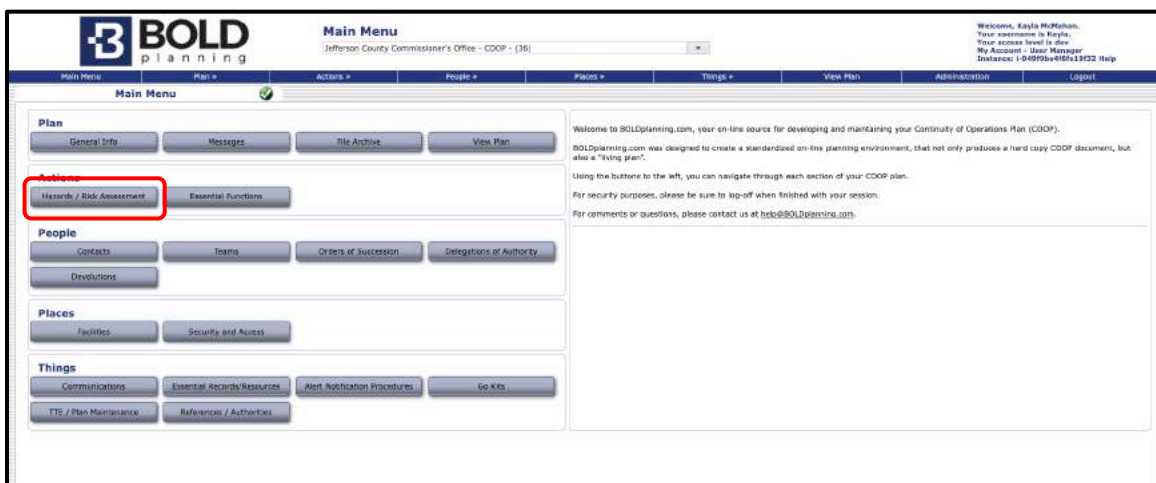 BOLD
planning
Main Menu
Jefferson County Commissioner's Office - COOP - (36)
Welcome, Kayla McMahan.
Your username is Kayla.
Your access level is dev
My Account - User Manager
Instance: Help
Main Menu
Plan »
Actions »
People »
Places »
Things »
View Plan
Administration
Logout
Main Menu
Plan
General Info
Messages
File Archive
View Plan
Actions
Hazards / Risk Assessment
Essential Functions
People
Contacts
Teams
Orders of Succession
Delegations of Authority
Devolutions
Places
Facilities
Security and Access
Things
Communications
Essential Records/Resources
Alert Notification Procedures
Go Kits
TTE / Plan Maintenance
References / Authorities
Welcome to BOLDplanning.com, your on-line source for developing and maintaining your Continuity of Operations Plan (COOP).
BOLDplanning.com was designed to create a standardized on-line planning environment, that not only produces a hard copy COOP document, but
also a "living plan".
Using the buttons to the left, you can navigate through each section of your COOP plan.
For security purposes, please be sure to log-off when finished with your session.
For comments or questions, please contact us at help@BOLDplanning.com.